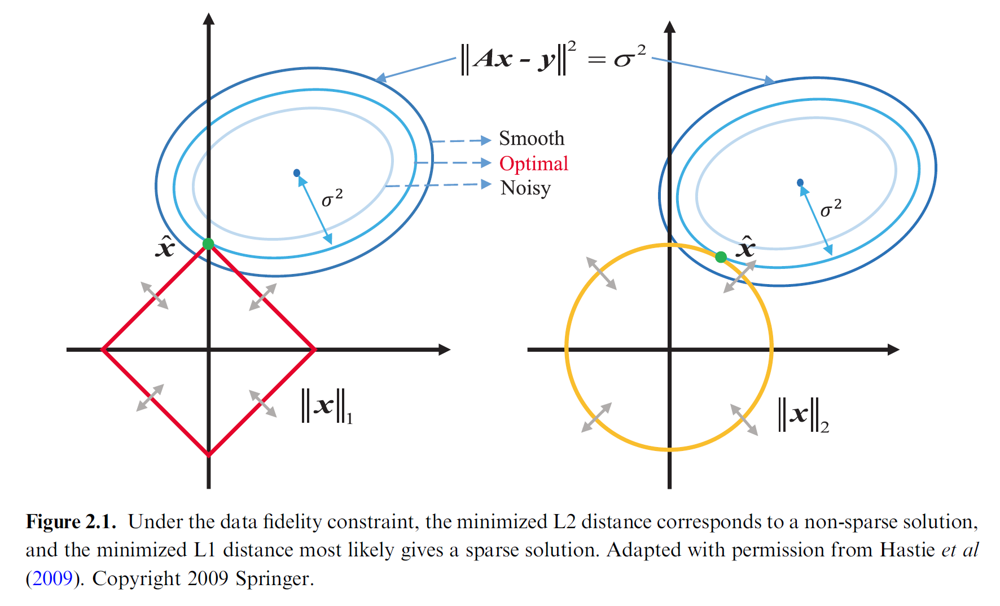 ‖Ax - y‖² = σ²
Smooth
Optimal
Noisy
σ²
σ²
x̂
x̂
‖x‖₁
‖x‖₂
Figure 2.1. Under the data fidelity constraint, the minimized L2 distance corresponds to a non-sparse solution,
and the minimized L1 distance most likely gives a sparse solution. Adapted with permission from Hastie et al
(2009). Copyright 2009 Springer.